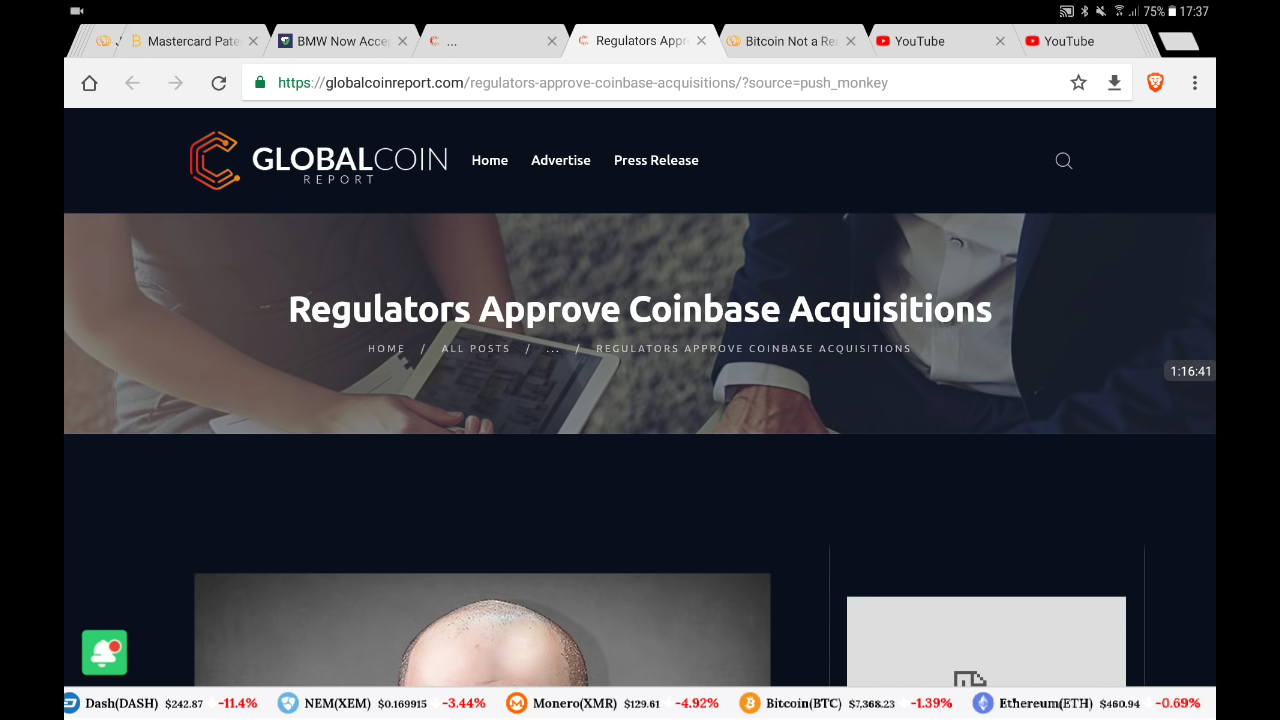 75% 17:37
Mastercard Pate
BMW Now Acce
...
Regulators Appr
Bitcoin Not a Rea
YouTube
YouTube
https://globalcoinreport.com/regulators-approve-coinbase-acquisitions/?source=push_monkey
GLOBALCOIN
REPORT
Home
Advertise
Press Release
Regulators Approve Coinbase Acquisitions
HOME / ALL POSTS / ... / REGULATORS APPROVE COINBASE ACQUISITIONS
1:16:41
Dash(DASH) $242.87 -11.4% NEM(XEM) $0.169915 -3.44% Monero(XMR) $129.61 -4.92% Bitcoin(BTC) $7,368.23 -1.39% Ethereum(ETH) $460.94 -0.69%